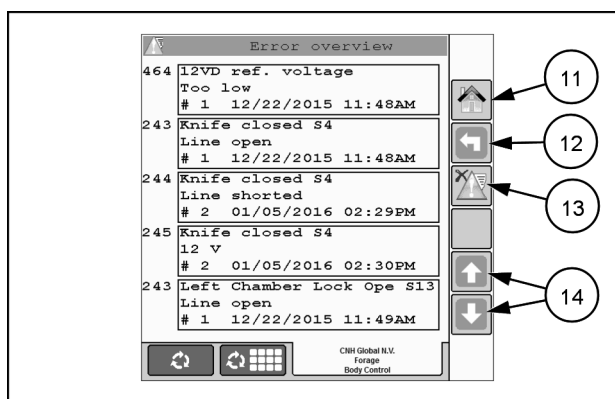 Error overview
464 12VD ref. voltage
Too low
# 1 12/22/2015 11:48AM
243 Knife closed S4
Line open
# 1 12/22/2015 11:48AM
244 Knife closed S4
Line shorted
# 2 01/05/2016 02:29PM
245 Knife closed S4
12 V
# 2 01/05/2016 02:30PM
243 Left Chamber Lock Ope S13
Line open
# 1 12/22/2015 11:49AM
CNH Global N.V.
Forage
Body Control
11
12
13
14